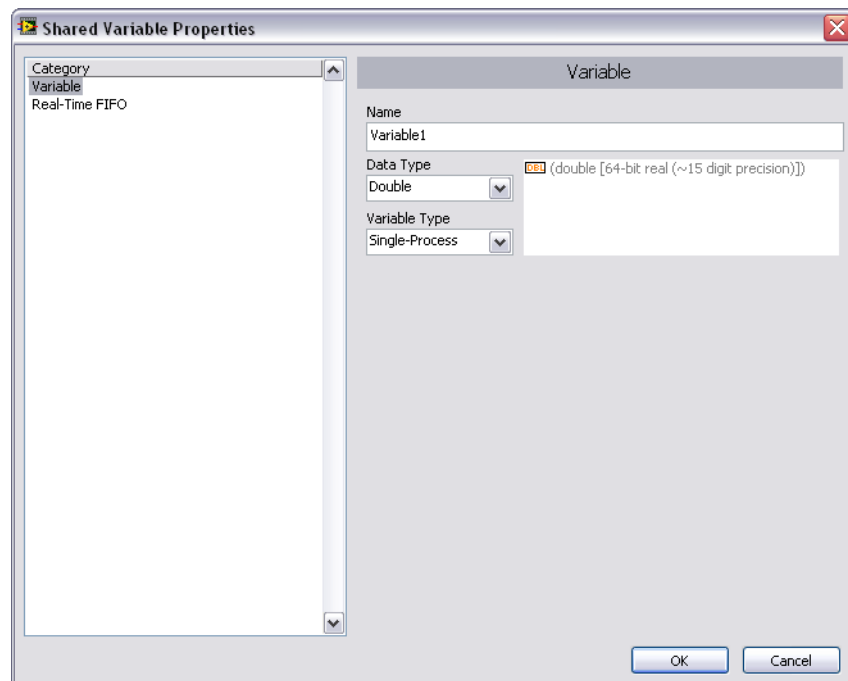 Shared Variable Properties
Category
Variable
Real-Time FIFO
Variable
Name
Variable1
Data Type
Double
DBL (double [64-bit real (~15 digit precision)])
Variable Type
Single-Process
OK
Cancel